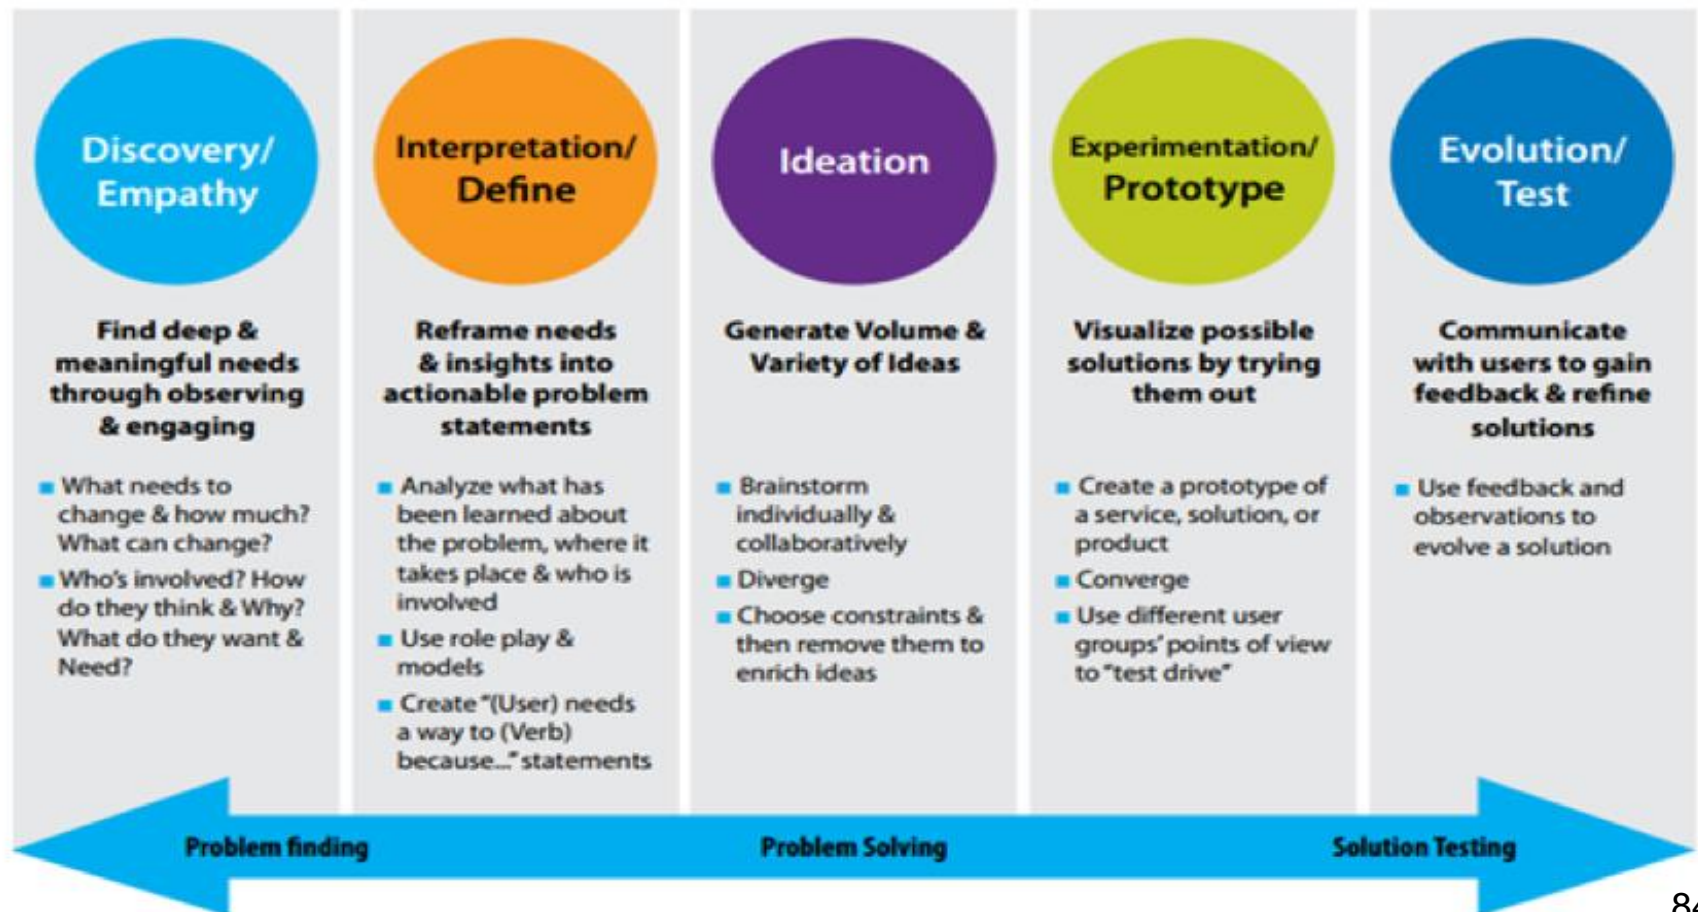 Discovery/
Empathy
Find deep &
meaningful needs
through observing
& engaging
What needs to
change & how much?
What can change?
Who's involved? How
do they think & Why?
What do they want &
Need?
Interpretation/
Define
Reframe needs
& insights into
actionable problem
statements
Analyze what has
been learned about
the problem, where it
takes place & who is
involved
Use role play &
models
Create "(User) needs
a way to (Verb)
because..." statements
Ideation
Generate Volume &
Variety of Ideas
Brainstorm
individually &
collaboratively
Diverge
Choose constraints &
then remove them to
enrich ideas
Experimentation/
Prototype
Visualize possible
solutions by trying
them out
Create a prototype of
a service, solution, or
product
Converge
Use different user
groups' points of view
to "test drive"
Evolution/
Test
Communicate
with users to gain
feedback & refine
solutions
Use feedback and
observations to
evolve a solution
Problem finding
Problem Solving
Solution Testing
84